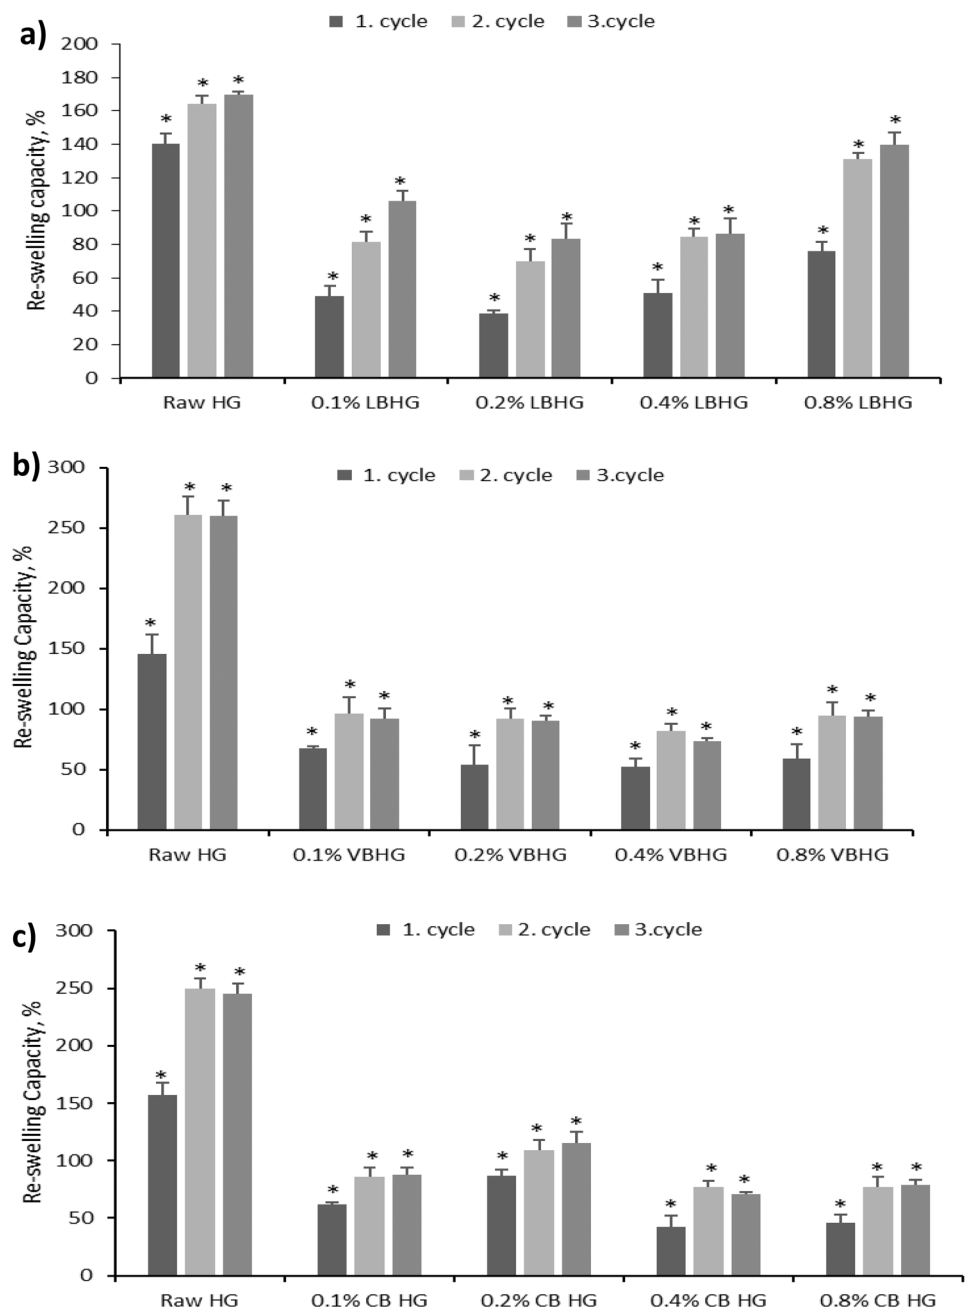 a)
1. cycle 2. cycle 3.cycle
Re-swelling capacity, %
200
180
160
140
120
100
80
60
40
20
0
* * *
* * *
* * *
* * *
* * *
Raw HG 0.1% LBHG 0.2% LBHG 0.4% LBHG 0.8% LBHG
b)
1. cycle 2. cycle 3.cycle
Re-swelling Capacity, %
300
250
200
150
100
50
0
* * *
* * *
* * *
* * *
* * *
Raw HG 0.1% VBHG 0.2% VBHG 0.4% VBHG 0.8% VBHG
c)
1. cycle 2. cycle 3.cycle
Re-swelling Capacity, %
300
250
200
150
100
50
0
* * *
* * *
* * *
* * *
* * *
Raw HG 0.1% CB HG 0.2% CB HG 0.4% CB HG 0.8% CB HG